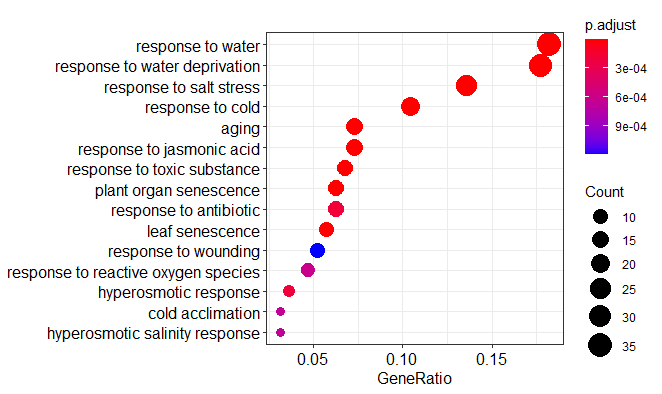 response to water
response to water deprivation
response to salt stress
response to cold
aging
response to jasmonic acid
response to toxic substance
plant organ senescence
response to antibiotic
leaf senescence
response to wounding
response to reactive oxygen species
hyperosmotic response
cold acclimation
hyperosmotic salinity response
0.05 0.10 0.15
GeneRatio
p.adjust
3e-04
6e-04
9e-04
Count
10
15
20
25
30
35